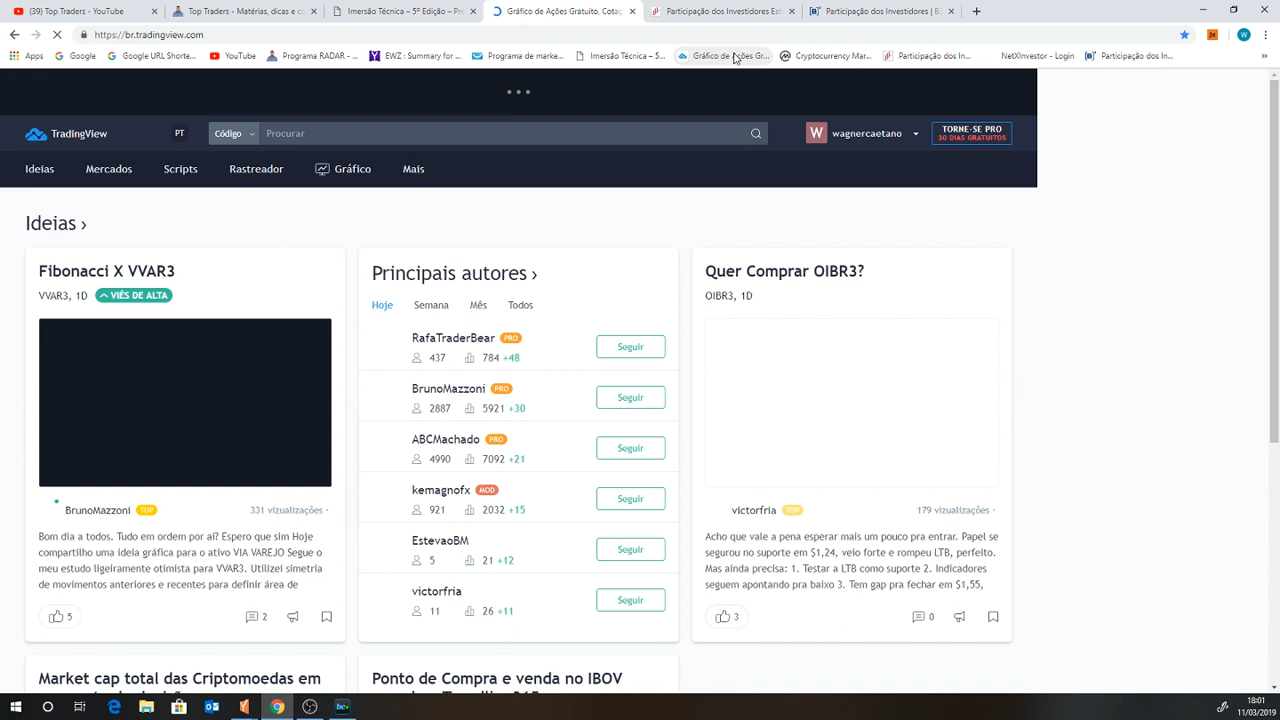 (39) Top Traders - YouTube
Top Traders - Matérias, dicas e co
Imersão Técnica – 5ª Edição – Pre
Gráfico de Ações Gratuito, Cotaç
Participação dos Investidores Est
Participação dos Investidores | B3
https://br.tradingview.com
Apps
Google
Google URL Shorte...
YouTube
Programa RADAR -...
EWZ : Summary for ...
Programa de marke...
Imersão Técnica – 5...
Gráfico de Ações Gr...
Cryptocurrency Mar...
Participação dos In...
NetXInvestor - Login
Participação dos In...
»
TradingView
PT
Código
Procurar
W
wagnercaetano
TORNE-SE PRO
30 DIAS GRATUITOS
Ideias
Mercados
Scripts
Rastreador
Gráfico
Mais
Ideias ›
Fibonacci X VVAR3
VVAR3, 1D
VIÉS DE ALTA
BrunoMazzoni
TOP
331 vizualizações ·
Bom dia a todos. Tudo em ordem por aí? Espero que sim Hoje
compartilho uma ideia gráfica para o ativo VIA VAREJO Segue o
meu estudo ligeiramente otimista para VVAR3. Utilizei simetria
de movimentos anteriores e recentes para definir área de
5
2
Principais autores ›
Hoje
Semana
Mês
Todos
RafaTraderBear PRO
437 784 +48
Seguir
BrunoMazzoni PRO
2887 5921 +30
Seguir
ABCMachado PRO
4990 7092 +21
Seguir
kemagnofx MOD
921 2032 +15
Seguir
EstevaoBM
5 21 +12
Seguir
victorfria
11 26 +11
Seguir
Quer Comprar OIBR3?
OIBR3, 1D
victorfria
TOP
179 vizualizações ·
Acho que vale a pena esperar mais um pouco pra entrar. Papel se
segurou no suporte em $1,24, veio forte e rompeu LTB, perfeito.
Mas ainda precisa: 1. Testar a LTB como suporte 2. Indicadores
seguem apontando pra baixo 3. Tem gap pra fechar em $1,55,
3
0
Market cap total das Criptomoedas em
Ponto de Compra e venda no IBOV
18:01
11/03/2019